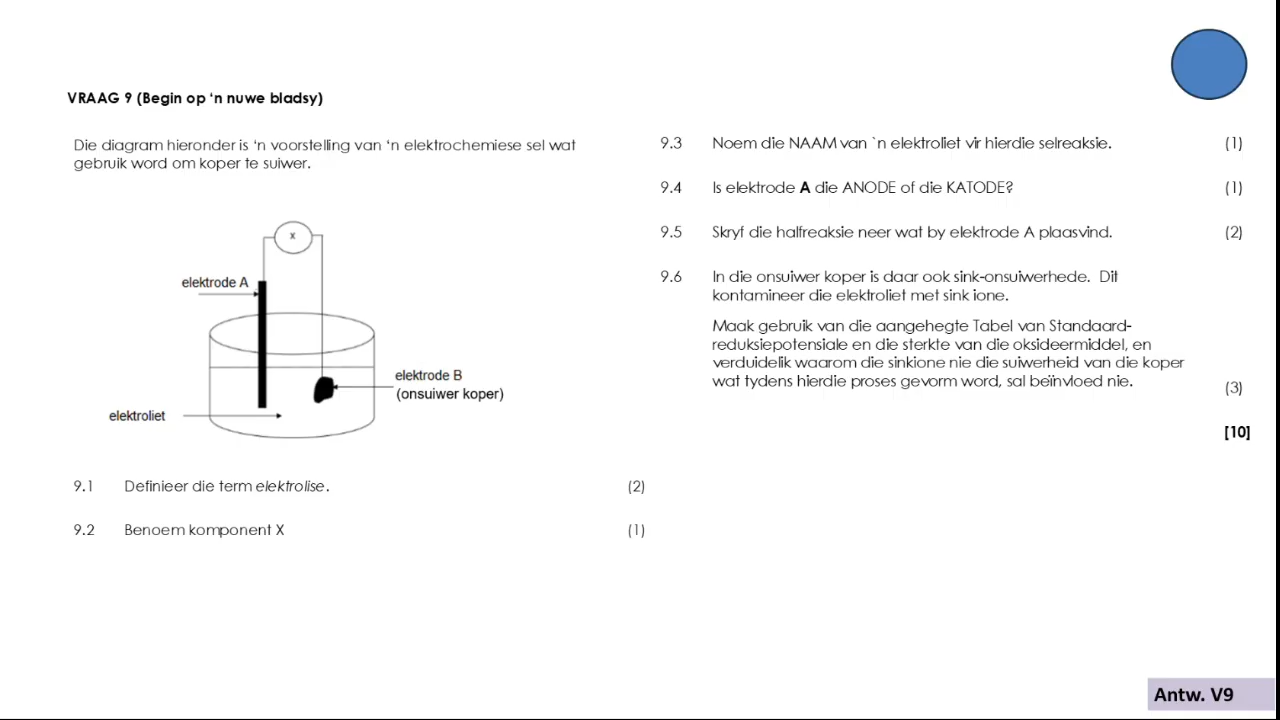 VRAAG 9 (Begin op ‘n nuwe bladsy)
Die diagram hieronder is ‘n voorstelling van ‘n elektrochemiese sel wat
gebruik word om koper te suiwer.
x
elektrode A
elektrode B
(onsuiwer koper)
elektroliet
9.1 Definieer die term elektrolise. (2)
9.2 Benoem komponent X (1)
9.3 Noem die NAAM van `n elektroliet vir hierdie selreaksie. (1)
9.4 Is elektrode A die ANODE of die KATODE? (1)
9.5 Skryf die halfreaksie neer wat by elektrode A plaasvind. (2)
9.6 In die onsuiwer koper is daar ook sink-onsuiwerhede. Dit
kontamineer die elektroliet met sink ione.
Maak gebruik van die aangehegte Tabel van Standaard-
reduksiepotensiale en die sterkte van die oksideermiddel, en
verduidelik waarom die sinkione nie die suiwerheid van die koper
wat tydens hierdie proses gevorm word, sal beïnvloed nie. (3)
[10]
Antw. V9